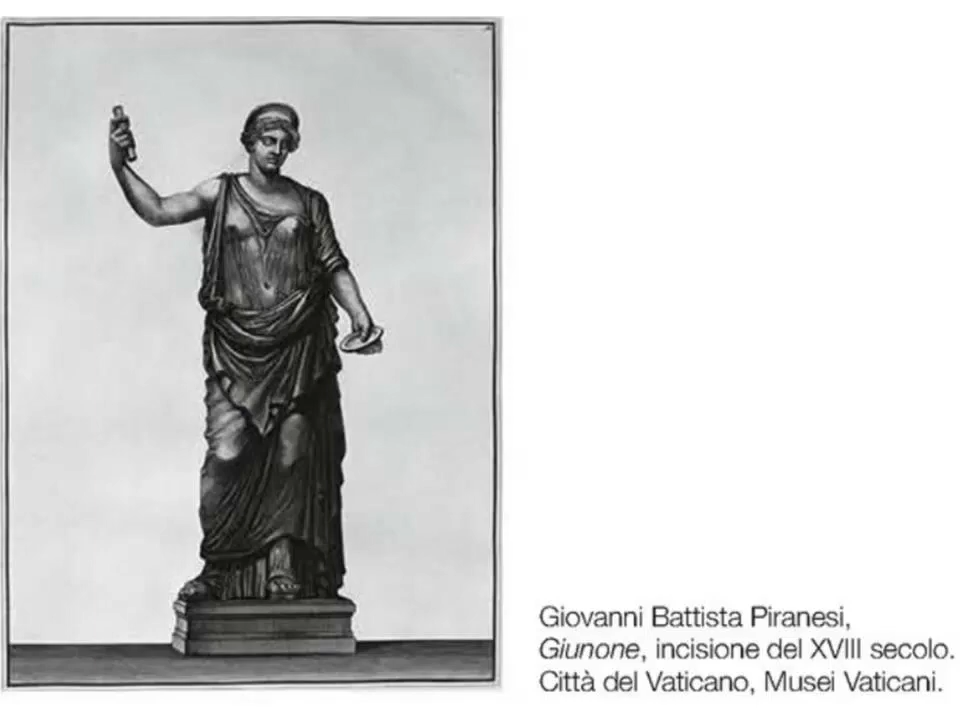 Giovanni Battista Piranesi,
Giunone, incisione del XVIII secolo.
Città del Vaticano, Musei Vaticani.